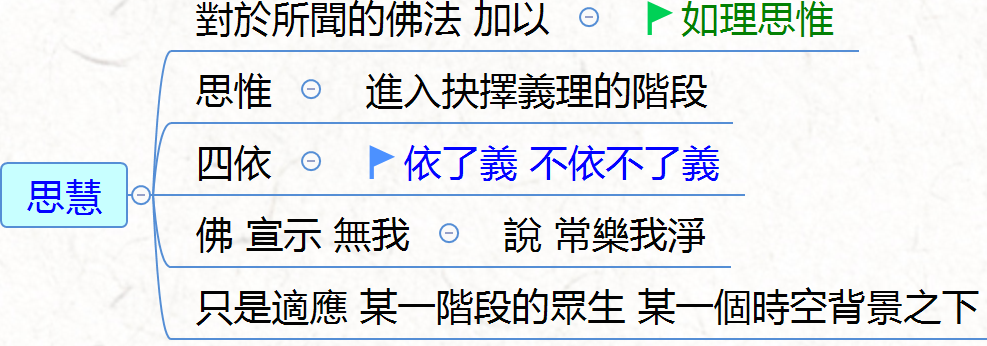 對於所聞的佛法 加以 如理思惟
思惟 進入抉擇義理的階段
四依 依了義 不依不了義
思慧
佛 宣示 無我 說 常樂我淨
只是適應 某一階段的眾生 某一個時空背景之下